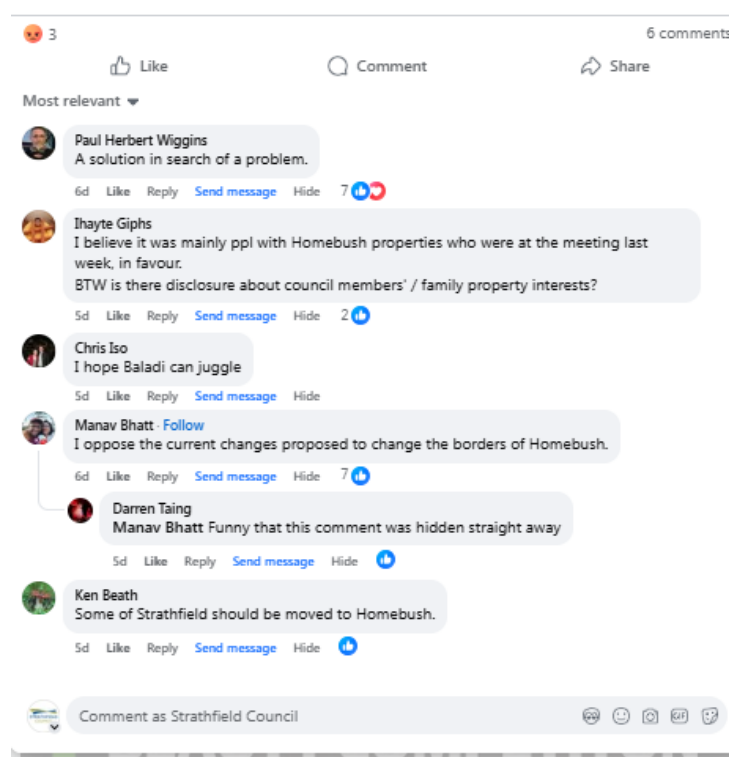 3
6 comments
Like
Comment
Share
Most relevant
Paul Herbert Wiggins
A solution in search of a problem.
6d Like Reply Send message Hide 7
Ihayte Giphs
I believe it was mainly ppl with Homebush properties who were at the meeting last
week, in favour.
BTW is there disclosure about council members' / family property interests?
5d Like Reply Send message Hide 2
Chris Iso
I hope Baladi can juggle
5d Like Reply Send message Hide
Manav Bhatt · Follow
I oppose the current changes proposed to change the borders of Homebush.
6d Like Reply Send message Hide 7
Darren Taing
Manav Bhatt Funny that this comment was hidden straight away
5d Like Reply Send message Hide
Ken Beath
Some of Strathfield should be moved to Homebush.
5d Like Reply Send message Hide
Comment as Strathfield Council
GIF